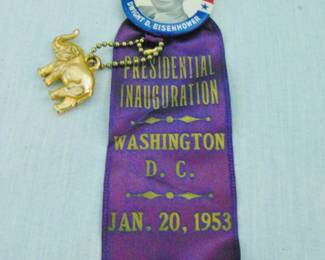 DWIGHT D. EISENHOWER
PRESIDENTIAL
INAUGURATION
WASHINGTON
D. C.
JAN. 20, 1953